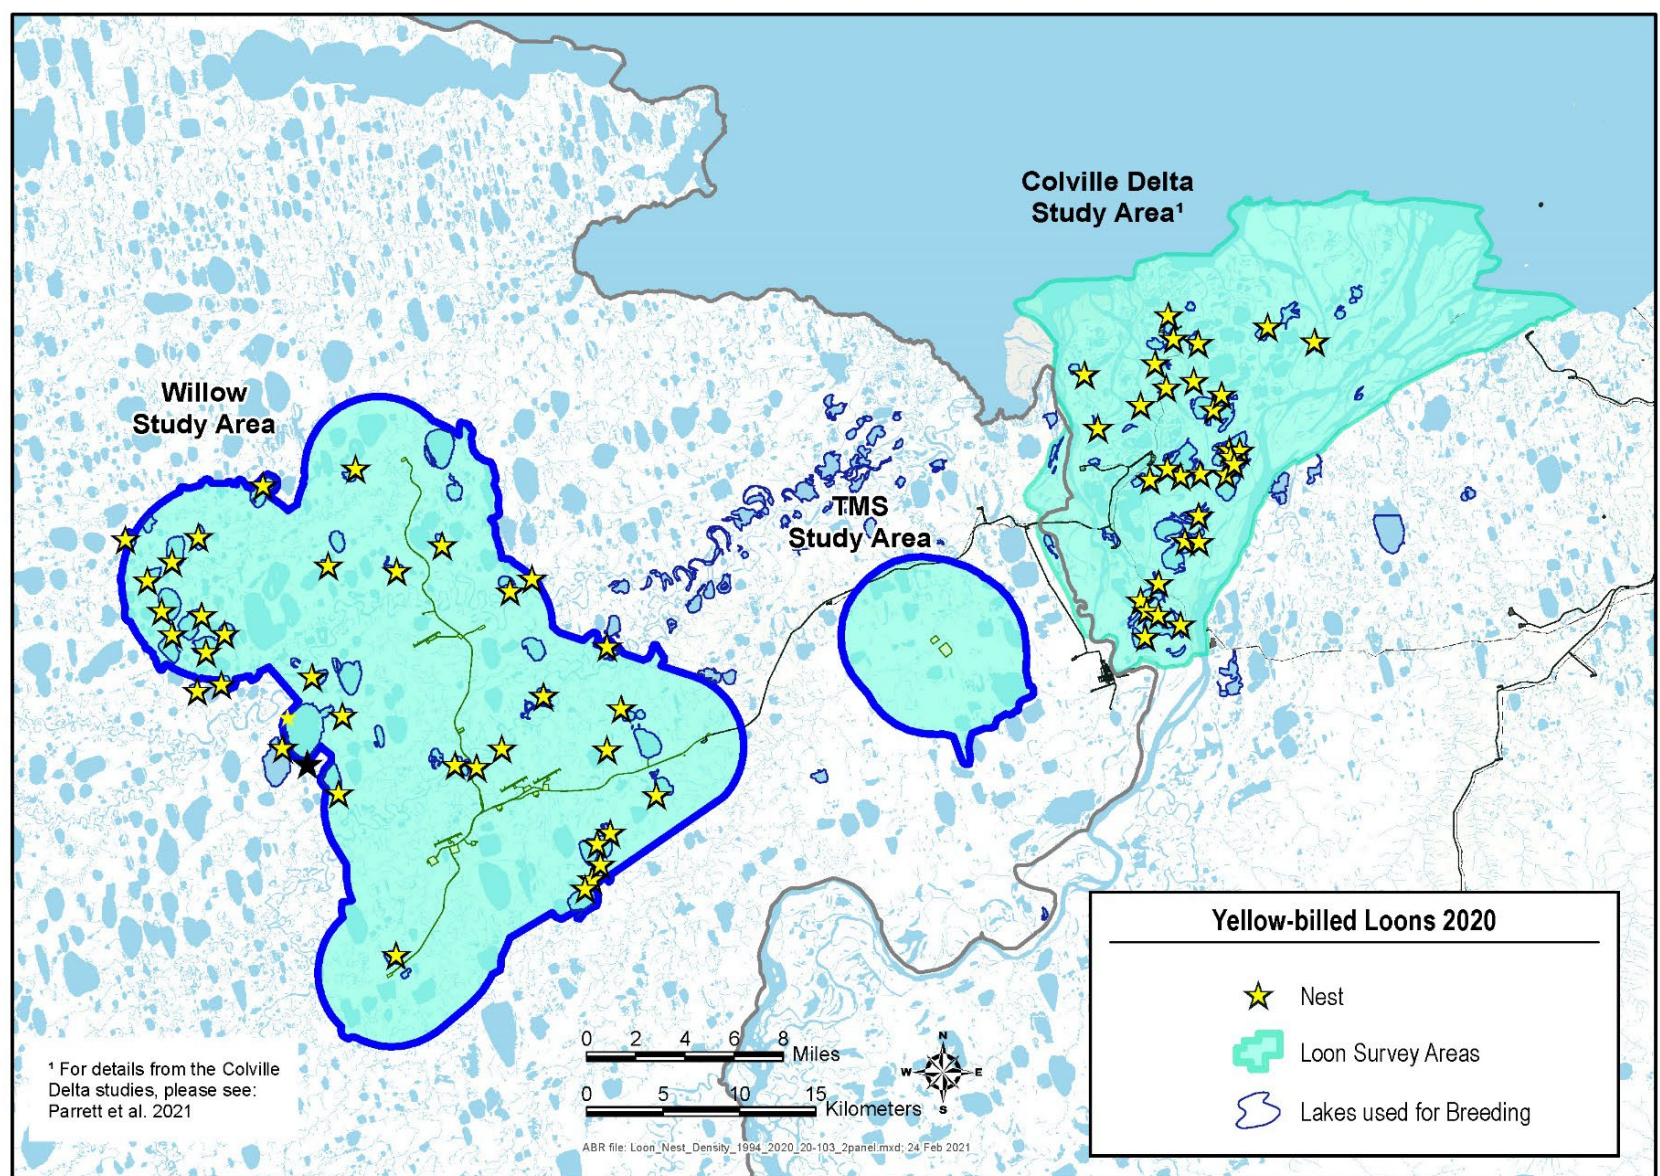 Colville Delta
Study Area¹
Willow
Study Area
TMS
Study Area
Yellow-billed Loons 2020
Nest
Loon Survey Areas
Lakes used for Breeding
0 2 4 6 8
Miles
0 5 10 15
Kilometers
N
W E
S
¹ For details from the Colville
Delta studies, please see:
Parrett et al. 2021
ABR file: Loon_Nest_Density_1994_2020_20-103_2panel.mxd; 24 Feb 2021